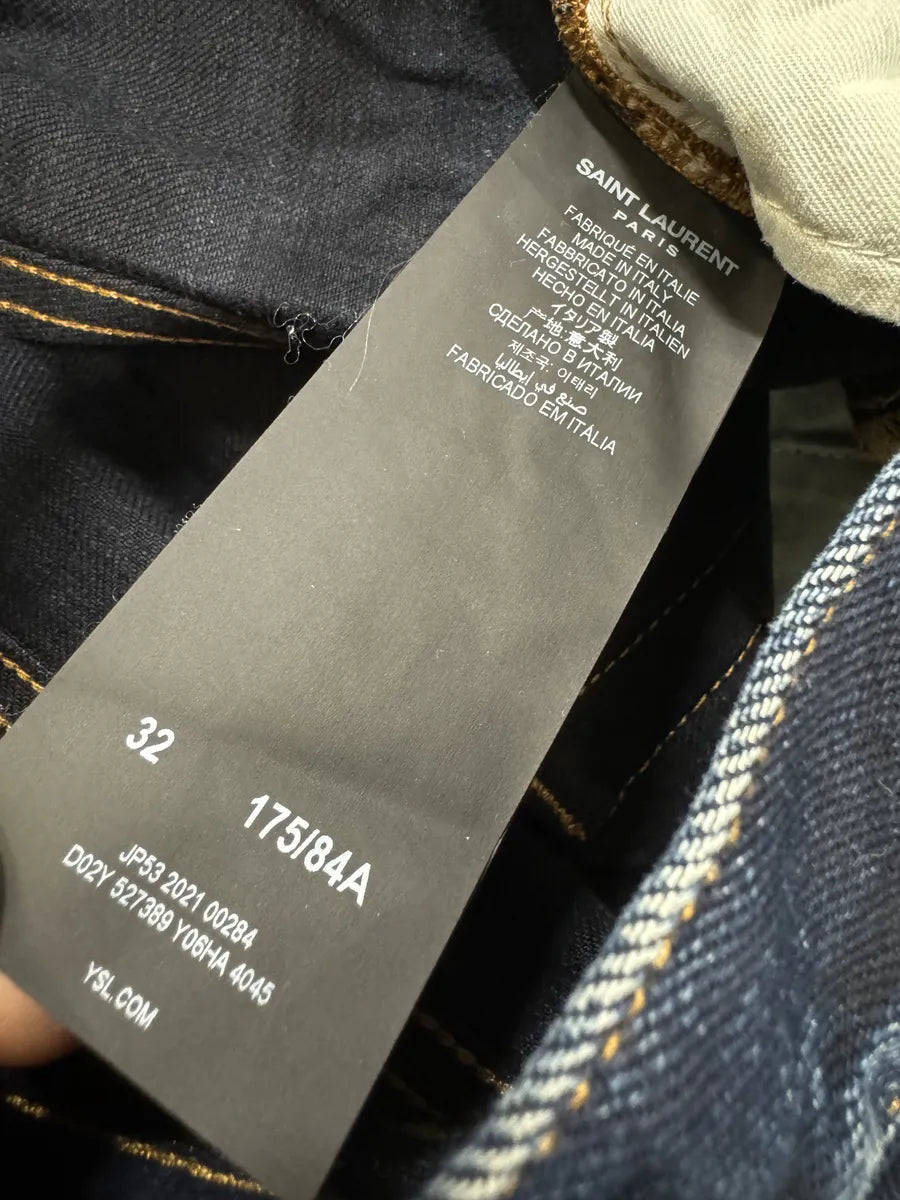 SAINT LAURENT
PARIS
FABRIQUÉ EN ITALIE
MADE IN ITALY
FABBRICATO IN ITALIA
HERGESTELLT IN ITALIEN
HECHO EN ITALIA
イタリア製
产地:意大利
СДЕЛАНО В ИТАЛИИ
제조국: 이태리
صنع في إيطاليا
FABRICADO EM ITÁLIA
32
175/84A
JP53 2021 00284
D02Y 527389 Y06HA 4045
YSL.COM